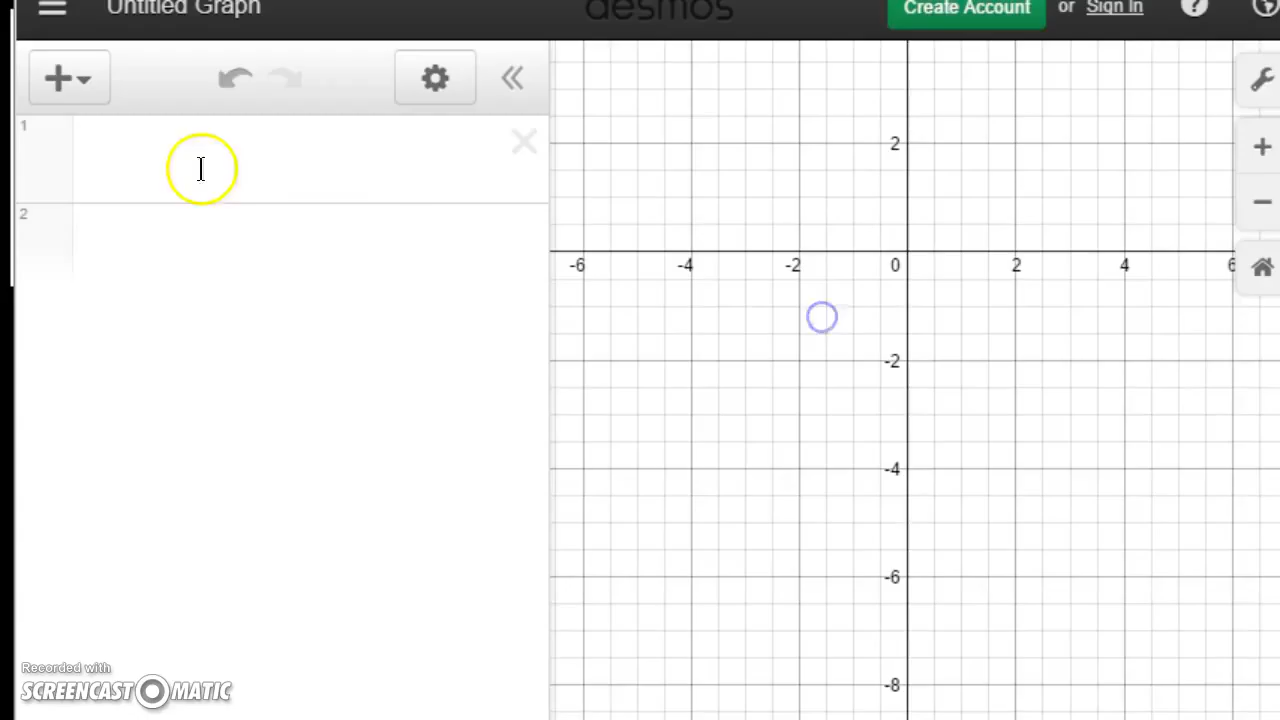 Untitled Graph
desmos
Create Account or Sign In ?
1
2
2
-6 -4 -2 0 2 4 6
-2
-4
-6
-8
Recorded with
SCREENCAST MATIC